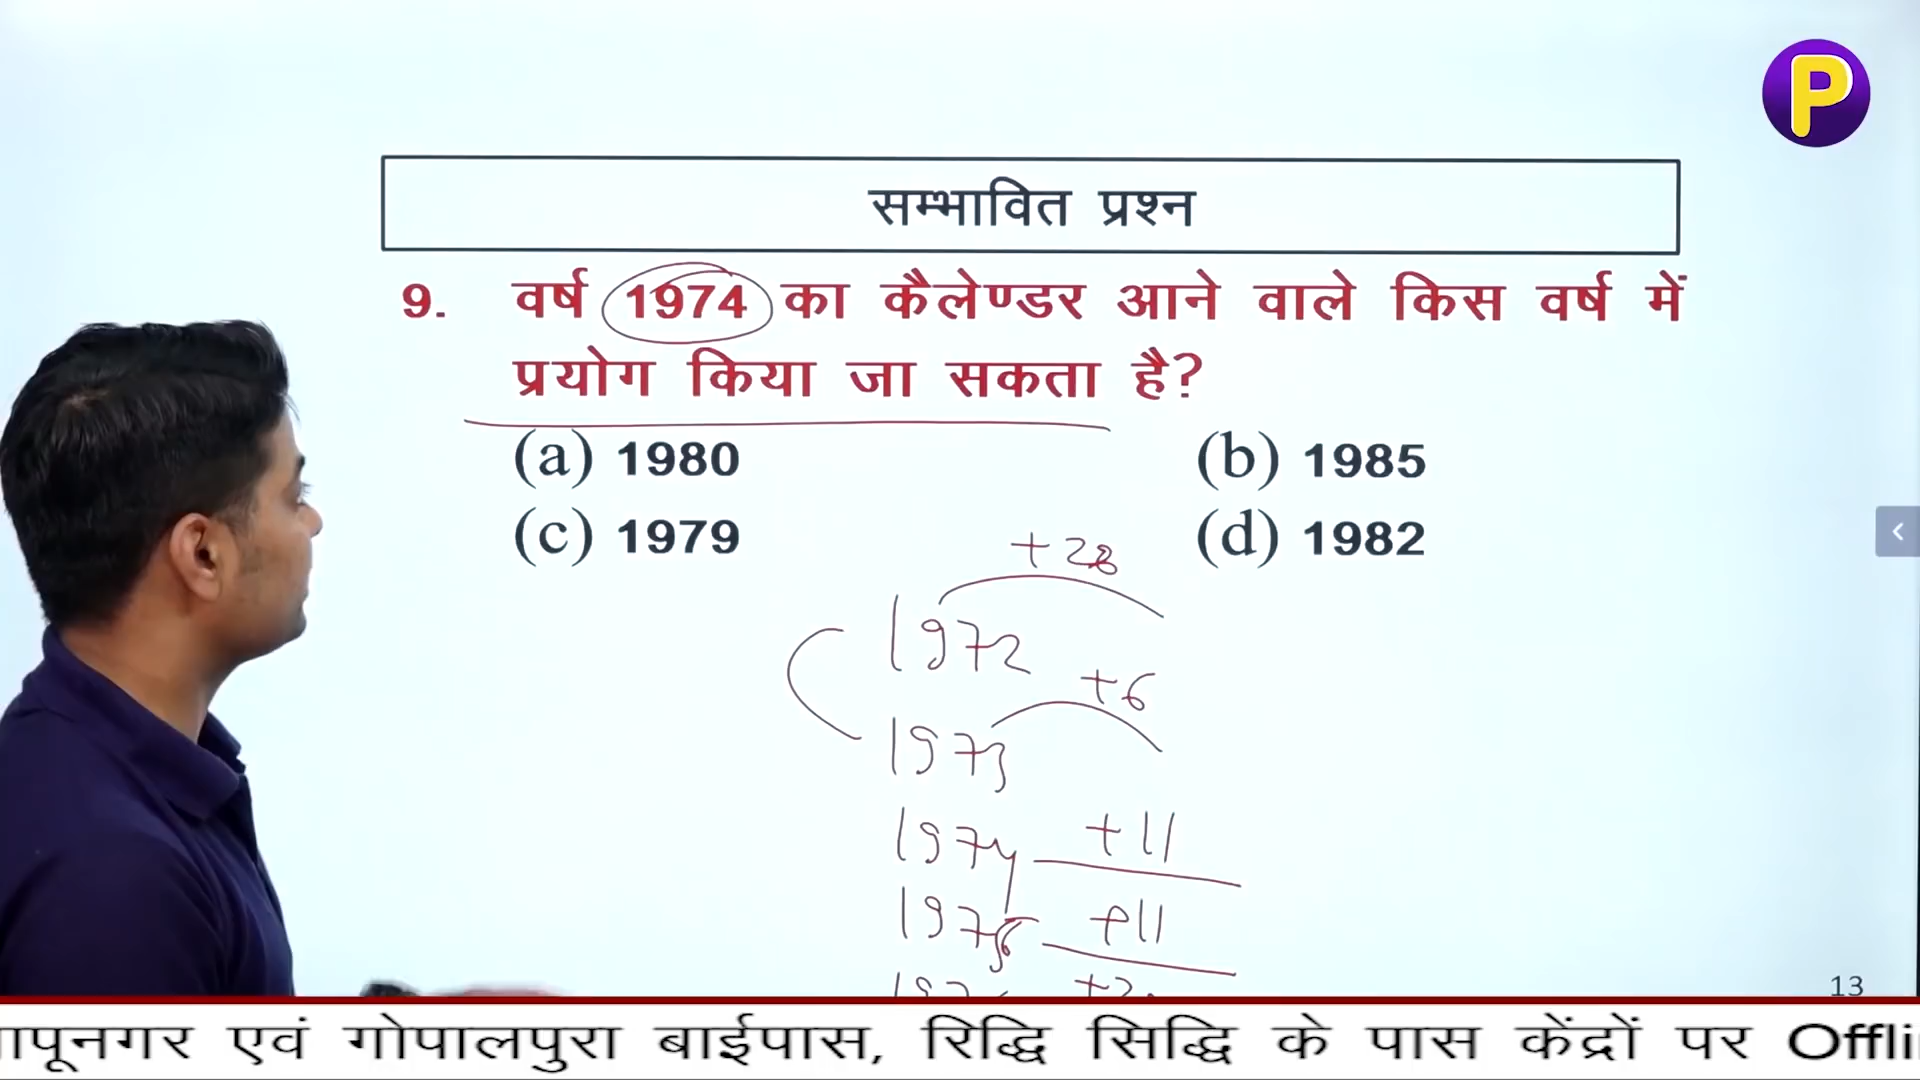 P
सम्भावित प्रश्न
9. वर्ष 1974 का कैलेण्डर आने वाले किस वर्ष में
प्रयोग किया जा सकता है?
(a) 1980 (b) 1985
(c) 1979 (d) 1982
+28
1972
+6
1973
1974 +11
1975 +11
13
एवं गोपालपुरा बाईपास, रिद्धि सिद्धि के पास केंद्रों पर